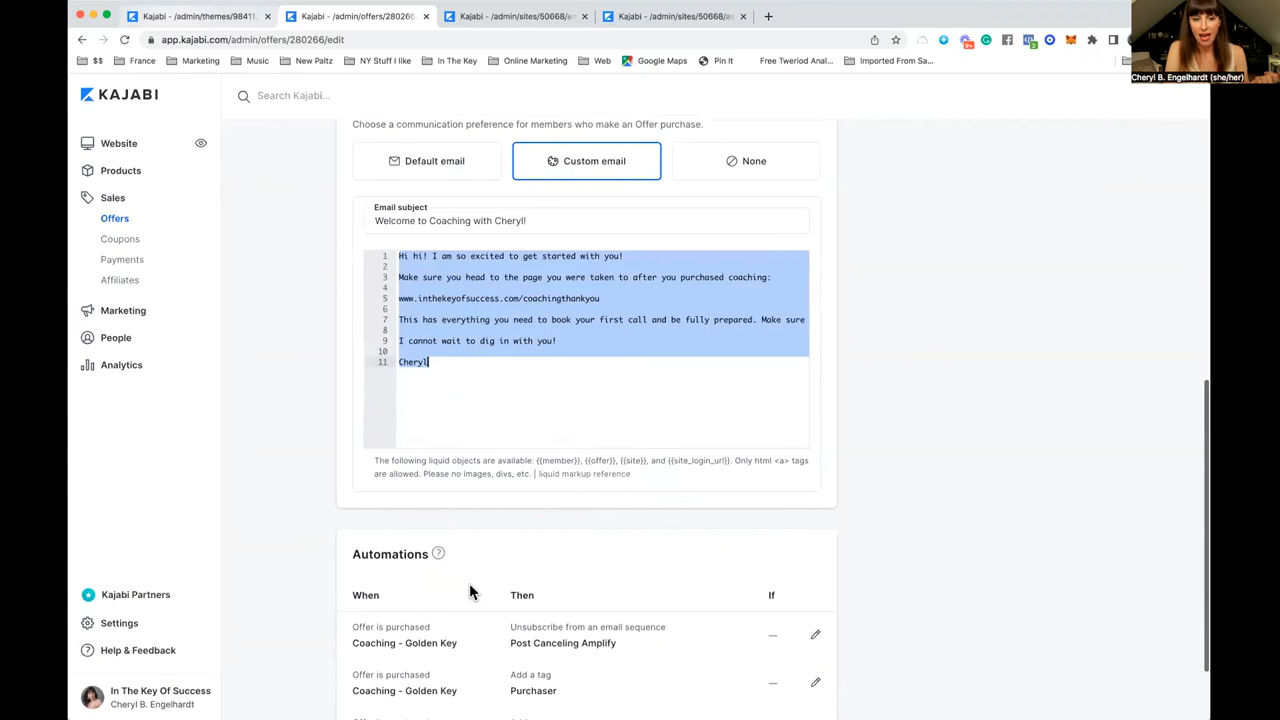 Kajabi - /admin/themes/98411
Kajabi - /admin/offers/280266
Kajabi - /admin/sites/50668/em
Kajabi - /admin/sites/50668/as
app.kajabi.com/admin/offers/280266/edit
$$
France
Marketing
Music
New Paltz
NY Stuff I like
In The Key
Online Marketing
Web
Google Maps
Pin It
Free Tweriod Anal...
Imported From Sa...
Cheryl B. Engelhardt (she/her)
KAJABI
Search Kajabi...
Website
Products
Sales
Offers
Coupons
Payments
Affiliates
Marketing
People
Analytics
Kajabi Partners
Settings
Help & Feedback
In The Key Of Success
Cheryl B. Engelhardt
Choose a communication preference for members who make an Offer purchase.
Default email
Custom email
None
Email subject
Welcome to Coaching with Cheryl!
1 Hi hi! I am so excited to get started with you!
2
3 Make sure you head to the page you were taken to after you purchased coaching:
4
5 www.inthekeyofsuccess.com/coachingthankyou
6
7 This has everything you need to book your first call and be fully prepared. Make sure
8
9 I cannot wait to dig in with you!
10
11 Cheryl
The following liquid objects are available: {{member}}, {{offer}}, {{site}}, and {{site_login_url}}. Only html <a> tags
are allowed. Please no images, divs, etc. | liquid markup reference
Automations ?
When Then If
Offer is purchased Unsubscribe from an email sequence
Coaching - Golden Key Post Canceling Amplify —
Offer is purchased Add a tag
Coaching - Golden Key Purchaser —